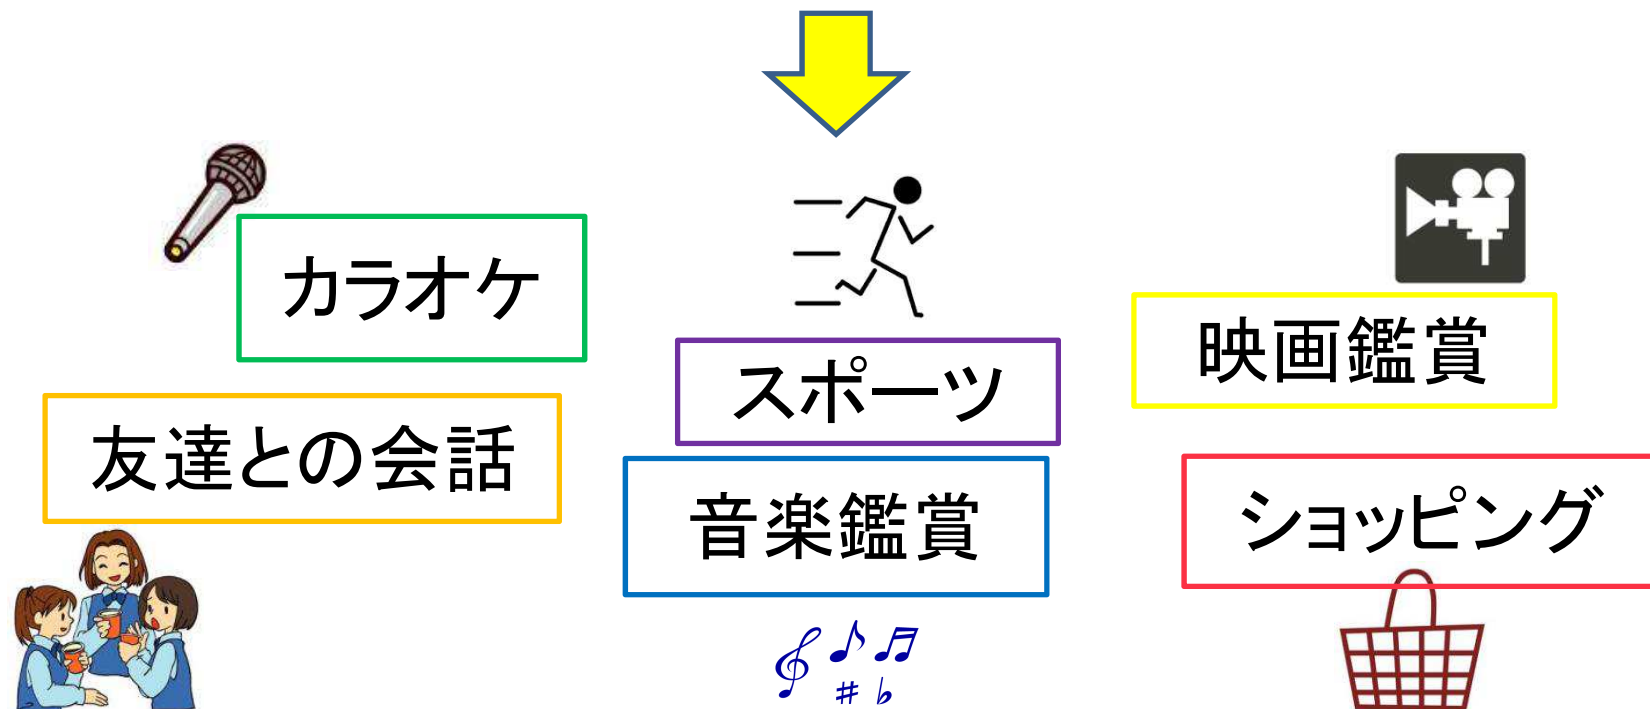 カラオケ
スポーツ
映画鑑賞
友達との会話
音楽鑑賞
ショッピング